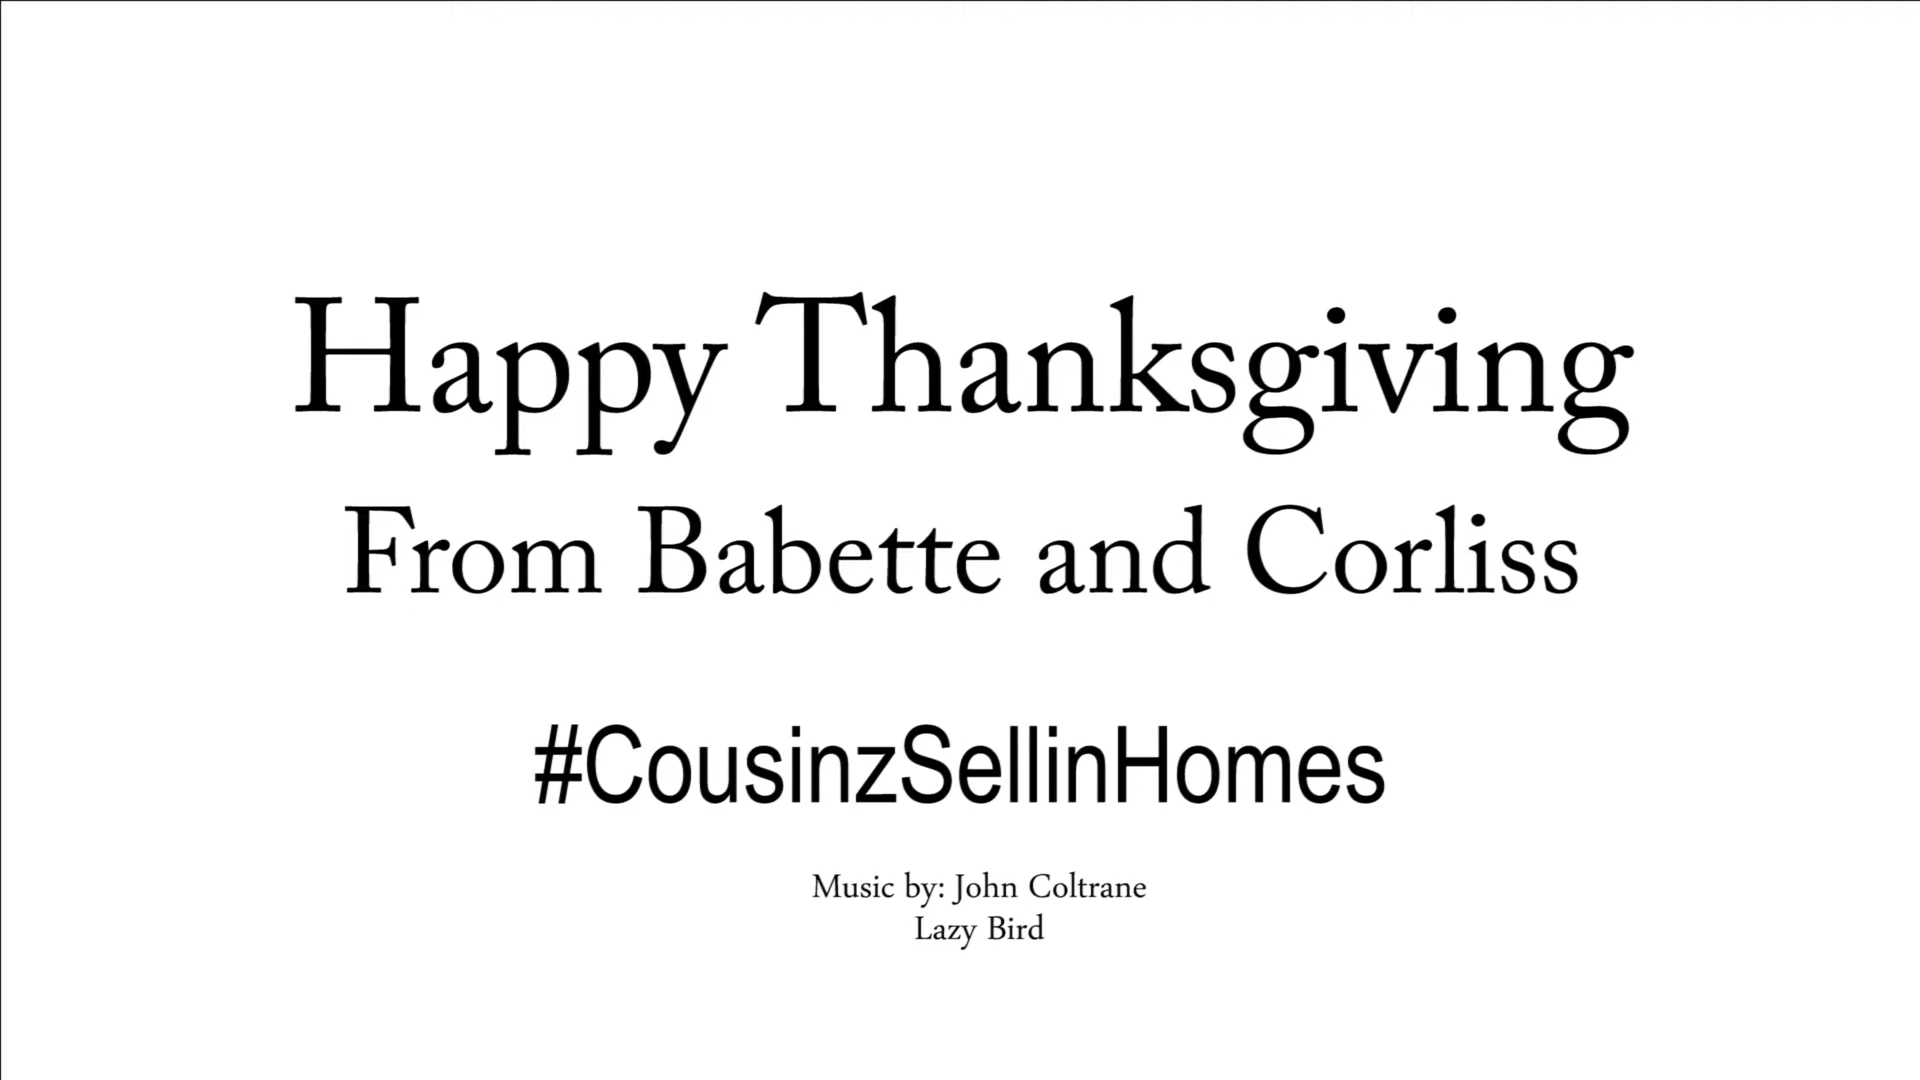 Happy Thanksgiving
From Babette and Corliss
#CousinzSellinHomes
Music by: John Coltrane
Lazy Bird